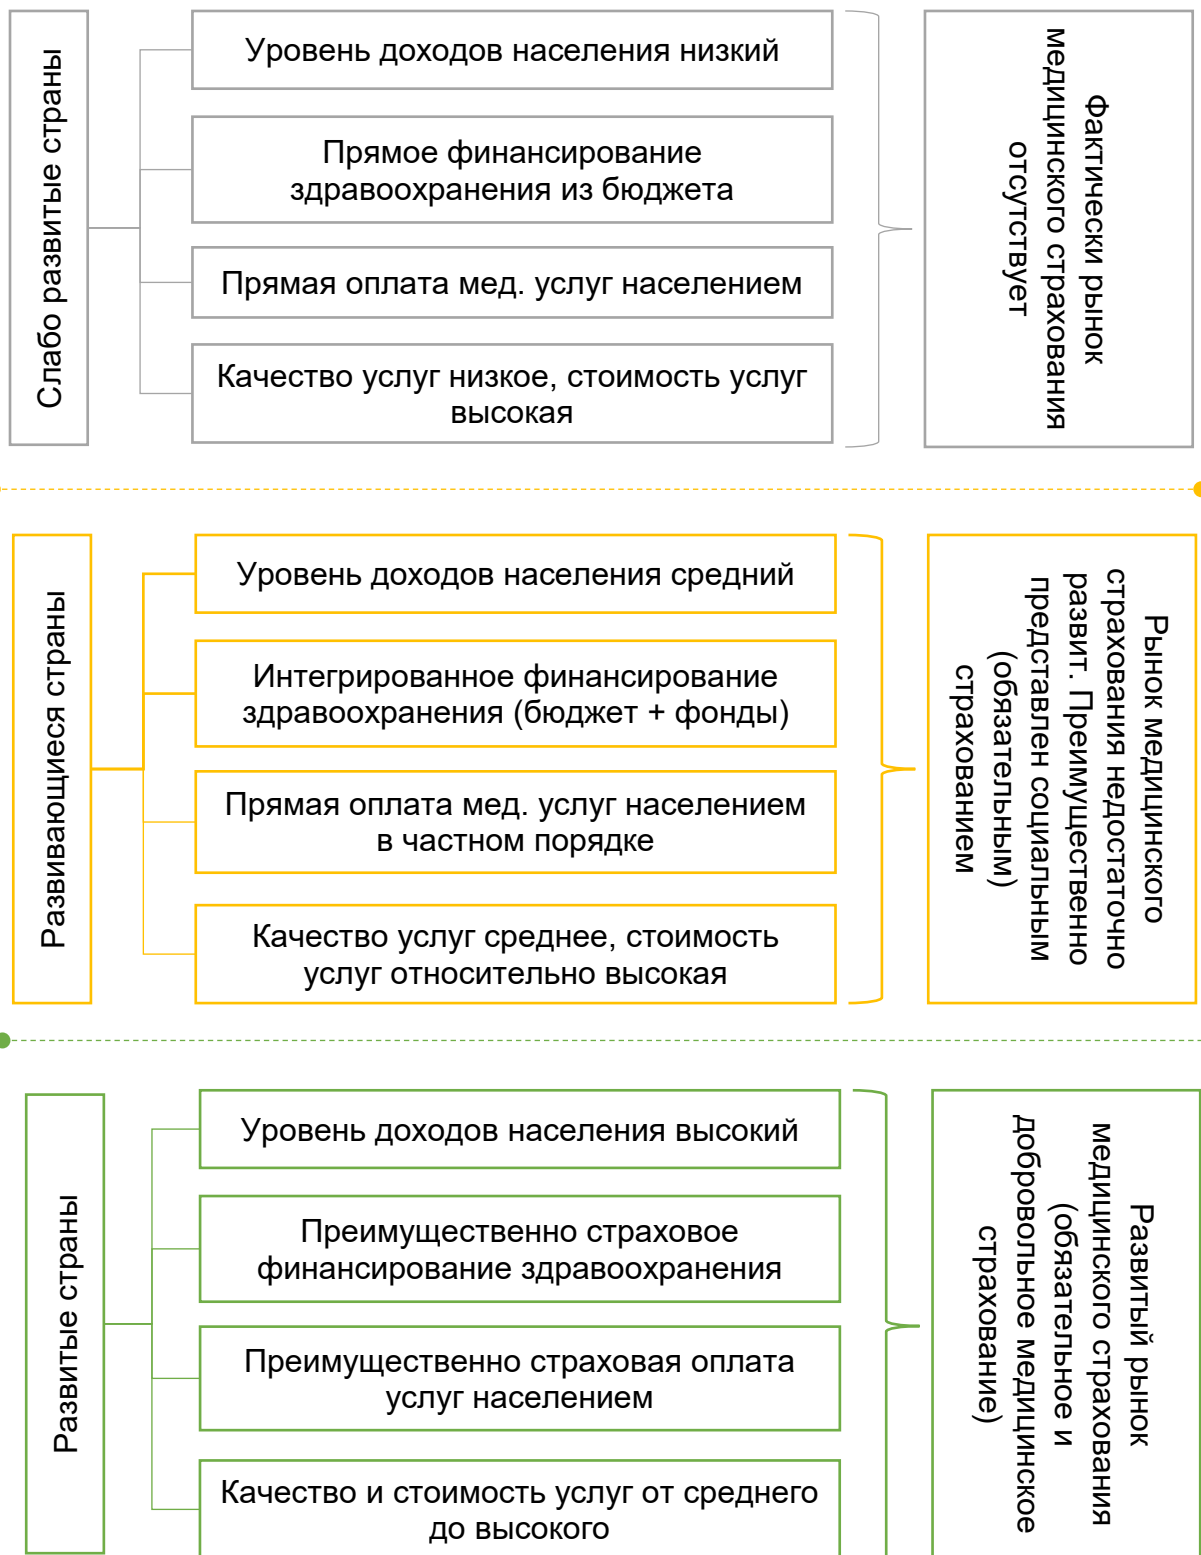 Слабо развитые страны
Уровень доходов населения низкий
Прямое финансирование
здравоохранения из бюджета
Прямая оплата мед. услуг населением
Качество услуг низкое, стоимость услуг
высокая
Фактически рынок
медицинского страхования
отсутствует
Развивающиеся страны
Уровень доходов населения средний
Интегрированное финансирование
здравоохранения (бюджет + фонды)
Прямая оплата мед. услуг населением
в частном порядке
Качество услуг среднее, стоимость
услуг относительно высокая
Рынок медицинского
страхования недостаточно
развит. Преимущественно
представлен социальным
(обязательным)
страхованием
Развитые страны
Уровень доходов населения высокий
Преимущественно страховое
финансирование здравоохранения
Преимущественно страховая оплата
услуг населением
Качество и стоимость услуг от среднего
до высокого
Развитый рынок
медицинского страхования
(обязательное и
добровольное медицинское
страхование)